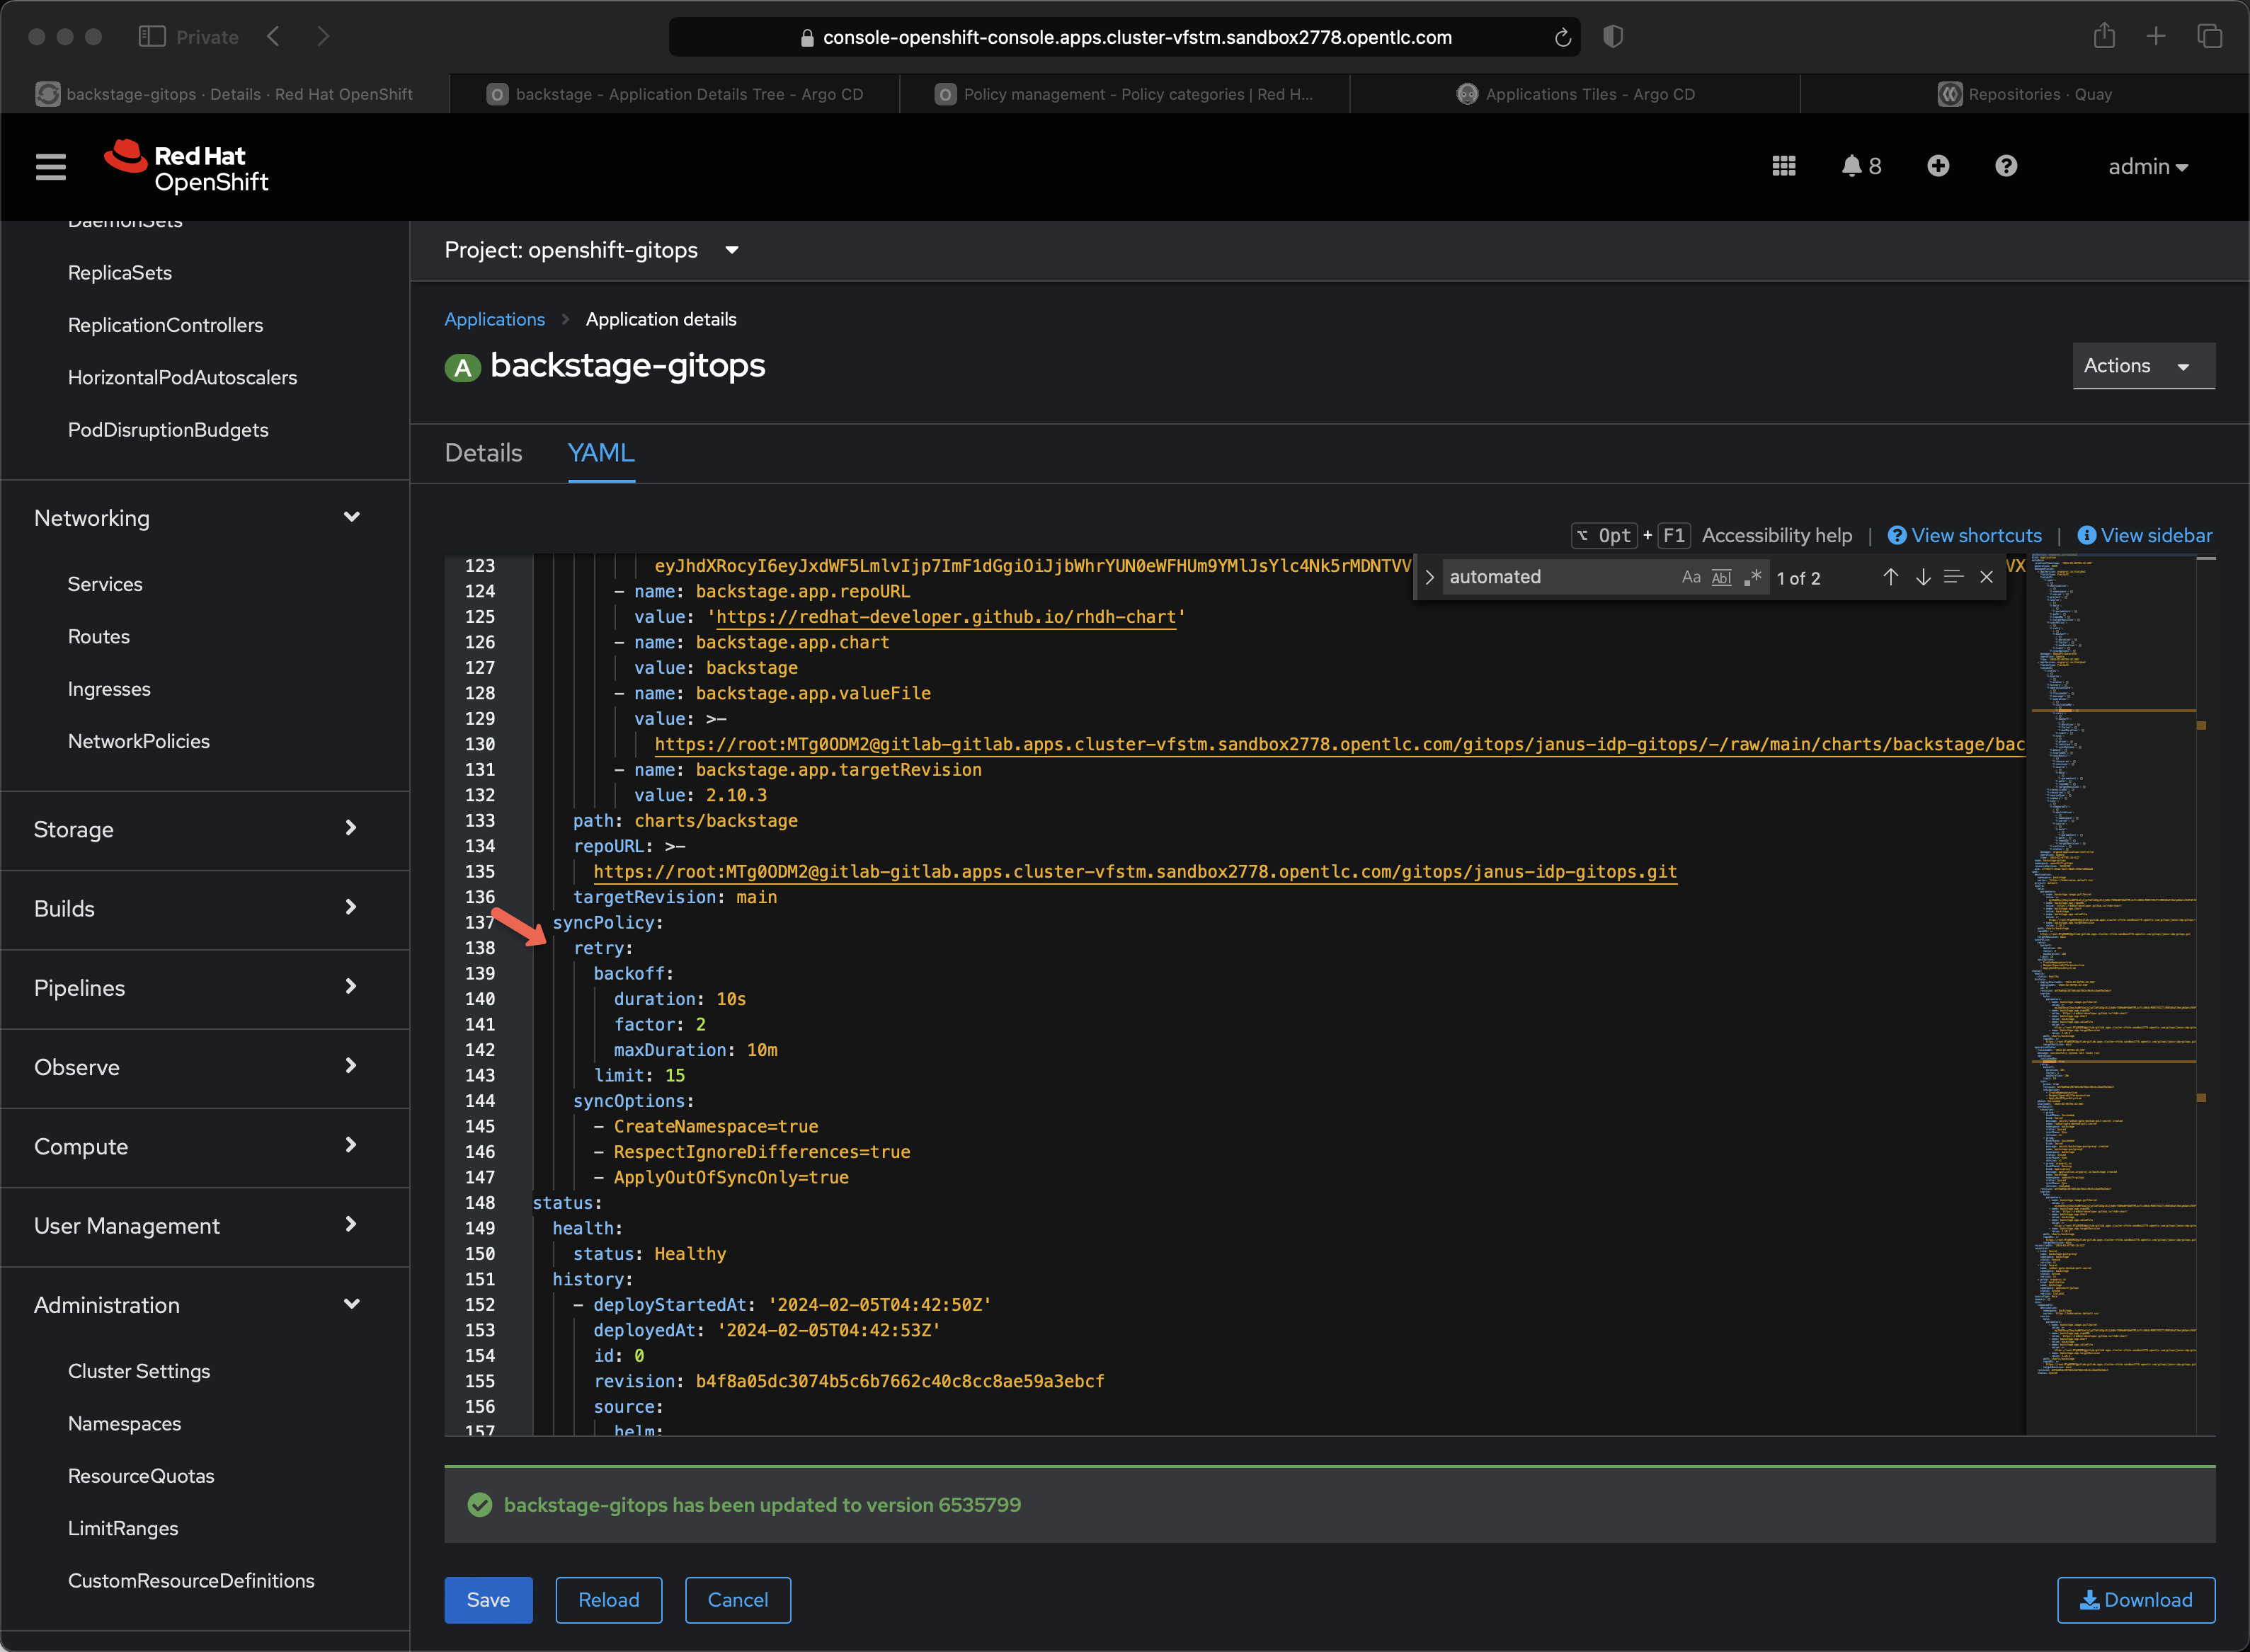 Private
console-openshift-console.apps.cluster-vfstm.sandbox2778.opentlc.com
backstage-gitops · Details · Red Hat OpenShift
backstage - Application Details Tree - Argo CD
Policy management - Policy categories | Red H...
Applications Tiles - Argo CD
Repositories · Quay
Red Hat
OpenShift
8
admin
DaemonSets
ReplicaSets
ReplicationControllers
HorizontalPodAutoscalers
PodDisruptionBudgets
Networking
Services
Routes
Ingresses
NetworkPolicies
Storage
Builds
Pipelines
Observe
Compute
User Management
Administration
Cluster Settings
Namespaces
ResourceQuotas
LimitRanges
CustomResourceDefinitions
Project: openshift-gitops
Applications > Application details
A backstage-gitops
Actions
Details YAML
⌥ Opt + F1 Accessibility help | View shortcuts | View sidebar
automated Aa Abl .* 1 of 2
123
124 - name: backstage.app.repoURL
125 value: 'https://redhat-developer.github.io/rhdh-chart'
126 - name: backstage.app.chart
127 value: backstage
128 - name: backstage.app.valueFile
129 value: >-
130 https://root:MTg0ODM2@gitlab-gitlab.apps.cluster-vfstm.sandbox2778.opentlc.com/gitops/janus-idp-gitops/-/raw/main/charts/backstage/bac
131 - name: backstage.app.targetRevision
132 value: 2.10.3
133 path: charts/backstage
134 repoURL: >-
135 https://root:MTg0ODM2@gitlab-gitlab.apps.cluster-vfstm.sandbox2778.opentlc.com/gitops/janus-idp-gitops.git
136 targetRevision: main
137 syncPolicy:
138 retry:
139 backoff:
140 duration: 10s
141 factor: 2
142 maxDuration: 10m
143 limit: 15
144 syncOptions:
145 - CreateNamespace=true
146 - RespectIgnoreDifferences=true
147 - ApplyOutOfSyncOnly=true
148 status:
149 health:
150 status: Healthy
151 history:
152 - deployStartedAt: '2024-02-05T04:42:50Z'
153 deployedAt: '2024-02-05T04:42:53Z'
154 id: 0
155 revision: b4f8a05dc3074b5c6b7662c40c8cc8ae59a3ebcf
156 source:
157 helm:
backstage-gitops has been updated to version 6535799
Save Reload Cancel
Download